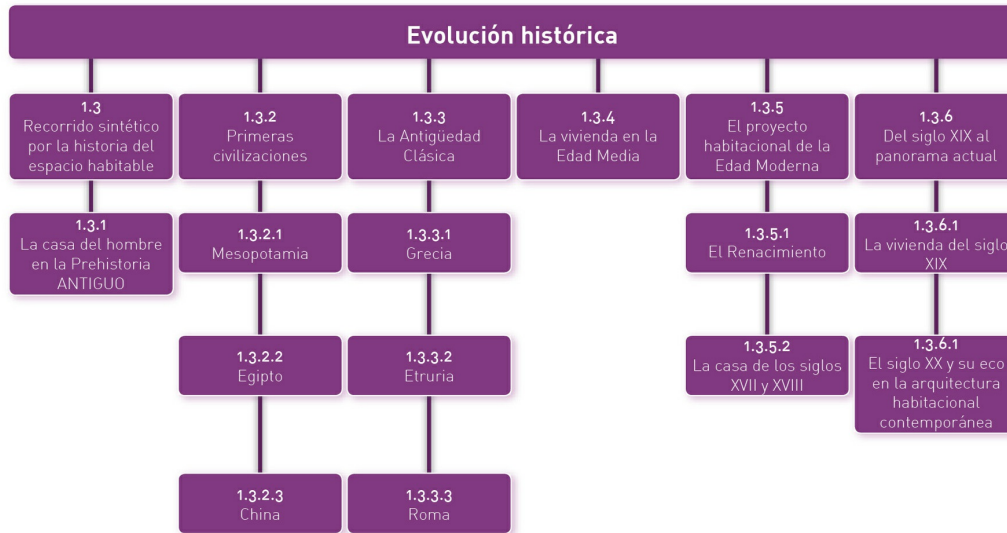 Evolución histórica
1.3
Recorrido sintético
por la historia del
espacio habitable
1.3.1
La casa del hombre
en la Prehistoria
ANTIGUO
1.3.2
Primeras
civilizaciones
1.3.2.1
Mesopotamia
1.3.2.2
Egipto
1.3.2.3
China
1.3.3
La Antigüedad
Clásica
1.3.3.1
Grecia
1.3.3.2
Etruria
1.3.3.3
Roma
1.3.4
La vivienda en la
Edad Media
1.3.5
El proyecto
habitacional de la
Edad Moderna
1.3.5.1
El Renacimiento
1.3.5.2
La casa de los siglos
XVII y XVIII
1.3.6
Del siglo XIX al
panorama actual
1.3.6.1
La vivienda del siglo
XIX
1.3.6.1
El siglo XX y su eco
en la arquitectura
habitacional
contemporánea